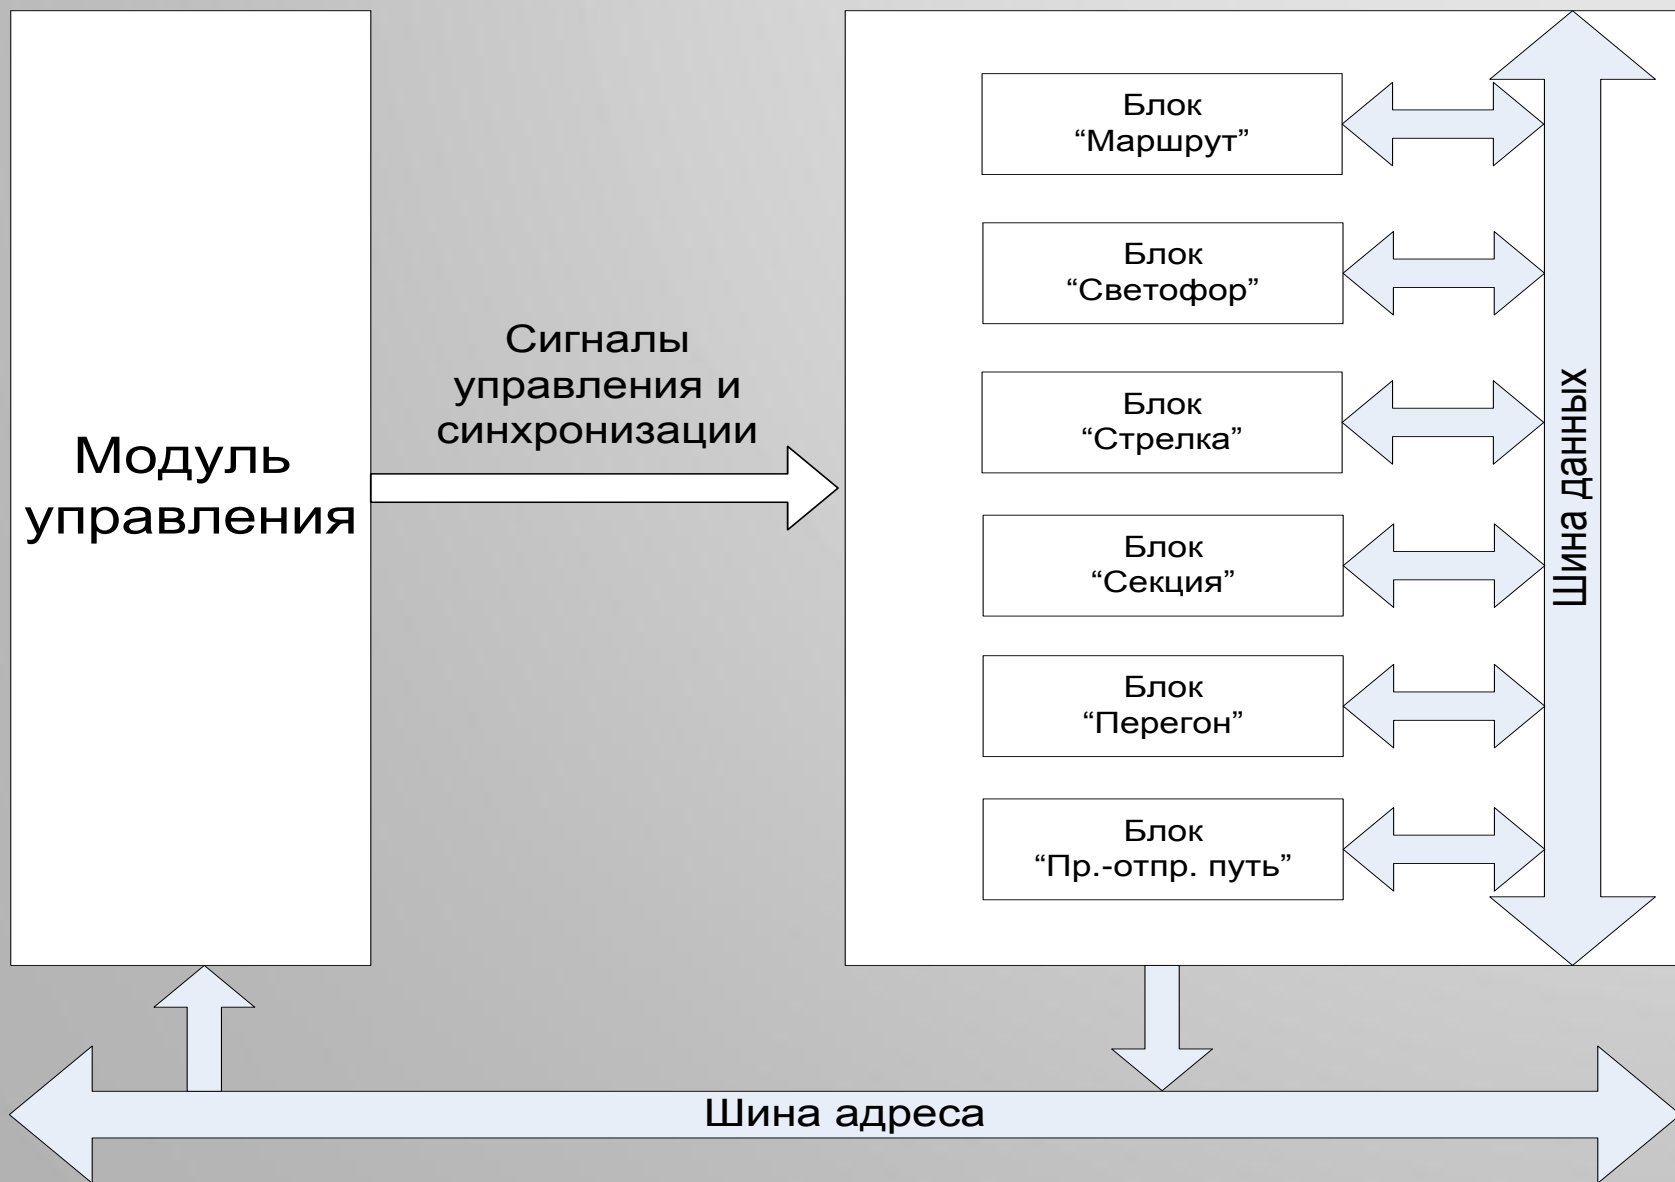 Модуль
управления
Сигналы
управления и
синхронизации
Блок
“Маршрут”
Блок
“Светофор”
Блок
“Стрелка”
Блок
“Секция”
Блок
“Перегон”
Блок
“Пр.-отпр. путь”
Шина данных
Шина адреса